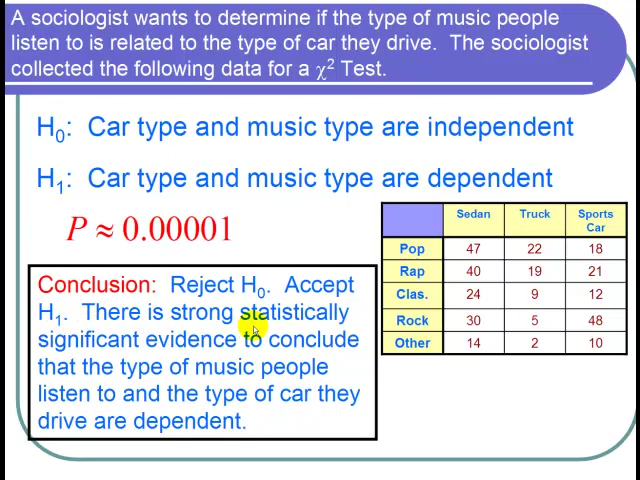 A sociologist wants to determine if the type of music people
listen to is related to the type of car they drive. The sociologist
collected the following data for a χ² Test.
H₀: Car type and music type are independent
H₁: Car type and music type are dependent
P ≈ 0.00001
Conclusion: Reject H₀. Accept
H₁. There is strong statistically
significant evidence to conclude
that the type of music people
listen to and the type of car they
drive are dependent.
Sedan Truck Sports
Car
Pop 47 22 18
Rap 40 19 21
Clas. 24 9 12
Rock 30 5 48
Other 14 2 10